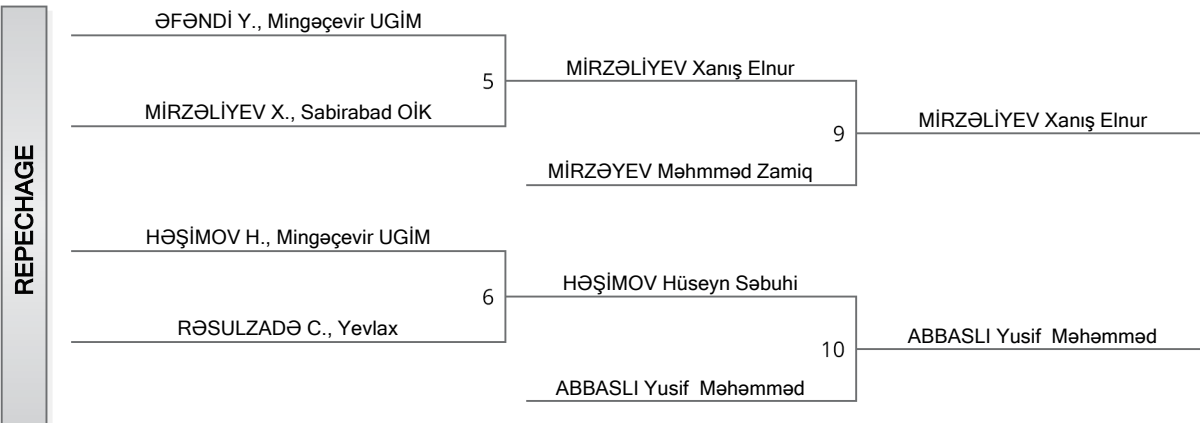 REPECHAGE
ƏFƏNDİ Y., Mingəçevir UGİM
5
MİRZƏLİYEV X., Sabirabad OİK
MİRZƏLİYEV Xanış Elnur
9
MİRZƏYEV Məhmməd Zamiq
MİRZƏLİYEV Xanış Elnur
HƏŞİMOV H., Mingəçevir UGİM
6
RƏSULZADƏ C., Yevlax
HƏŞİMOV Hüseyn Səbuhi
10
ABBASLI Yusif  Məhəmməd
ABBASLI Yusif  Məhəmməd